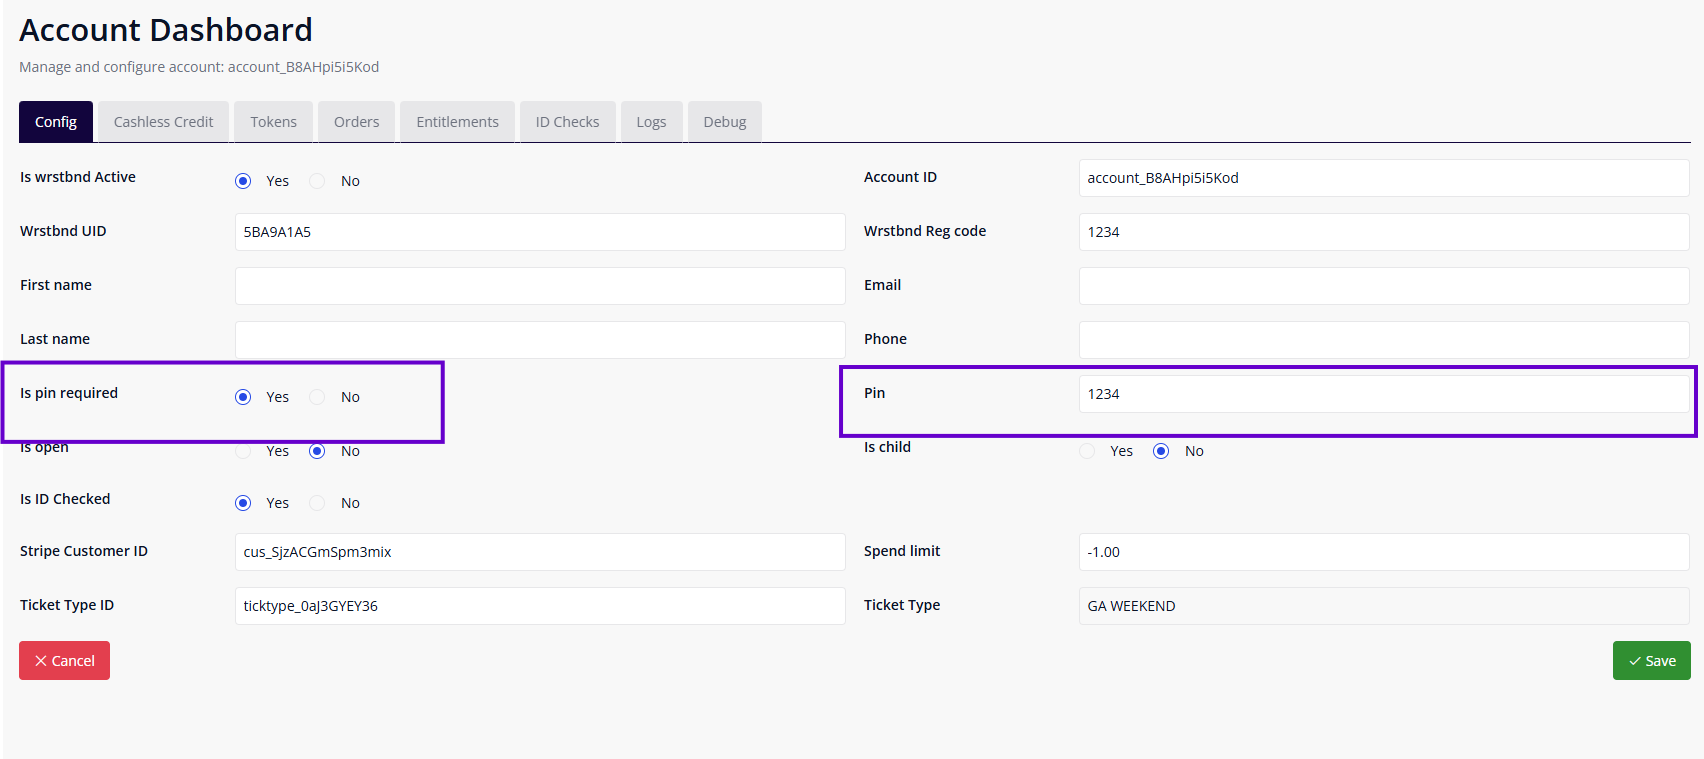 Account Dashboard
Manage and configure account: account_B8AHpi5i5Kod
Config Cashless Credit Tokens Orders Entitlements ID Checks Logs Debug
Is wrstbnd Active Yes No Account ID account_B8AHpi5i5Kod
Wrstbnd UID 5BA9A1A5 Wrstbnd Reg code 1234
First name Email
Last name Phone
Is pin required Yes No Pin 1234
Is open Yes No Is child Yes No
Is ID Checked Yes No
Stripe Customer ID cus_SjzACGmSpm3mix Spend limit -1.00
Ticket Type ID ticktype_0aJ3GYEY36 Ticket Type GA WEEKEND
Cancel Save